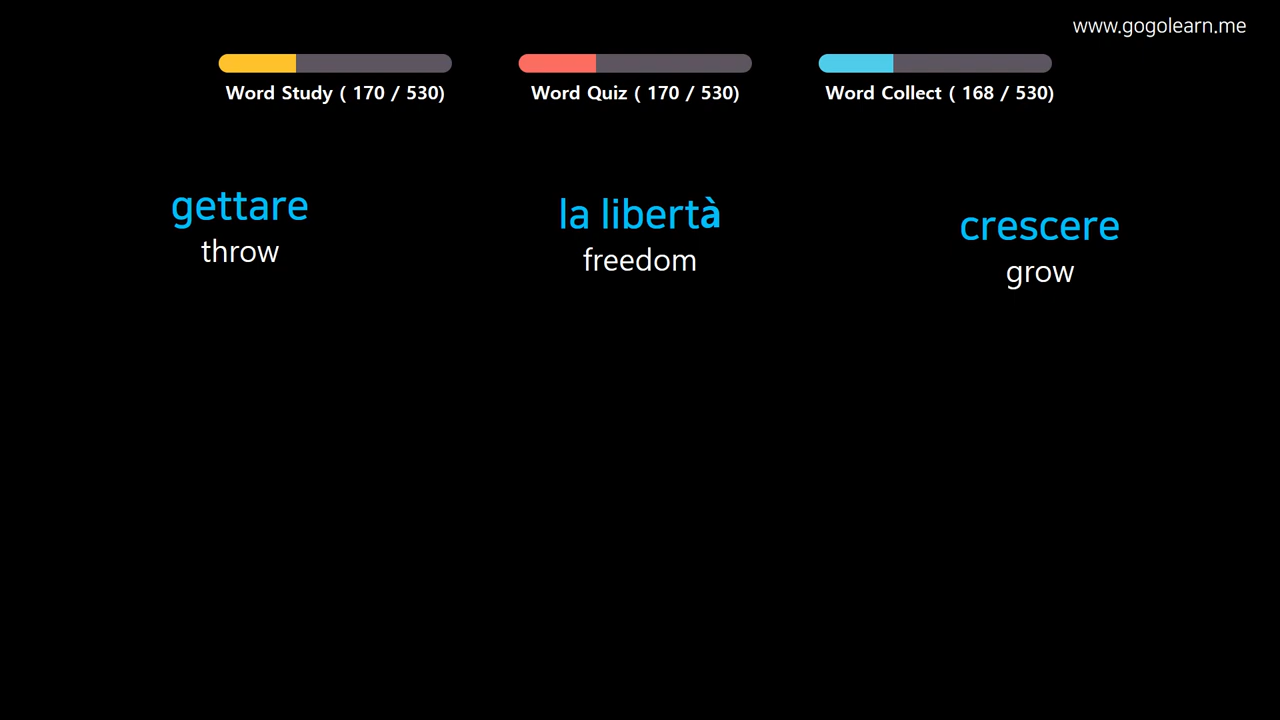 www.gogolearn.me
Word Study ( 170 / 530)
Word Quiz ( 170 / 530)
Word Collect ( 168 / 530)
gettare
throw
la libertà
freedom
crescere
grow